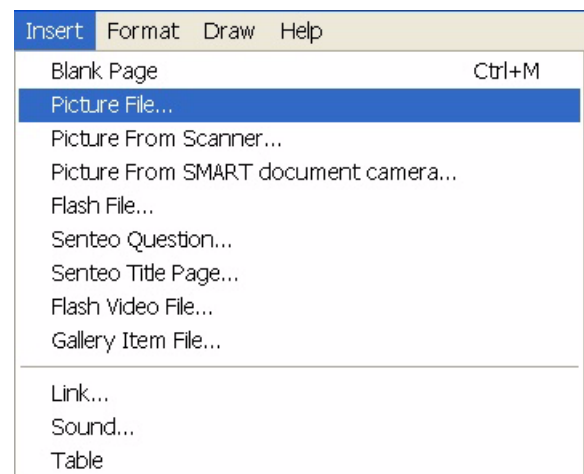 Insert Format Draw Help
Blank Page Ctrl+M
Picture File...
Picture From Scanner...
Picture From SMART document camera...
Flash File...
Senteo Question...
Senteo Title Page...
Flash Video File...
Gallery Item File...
Link...
Sound...
Table